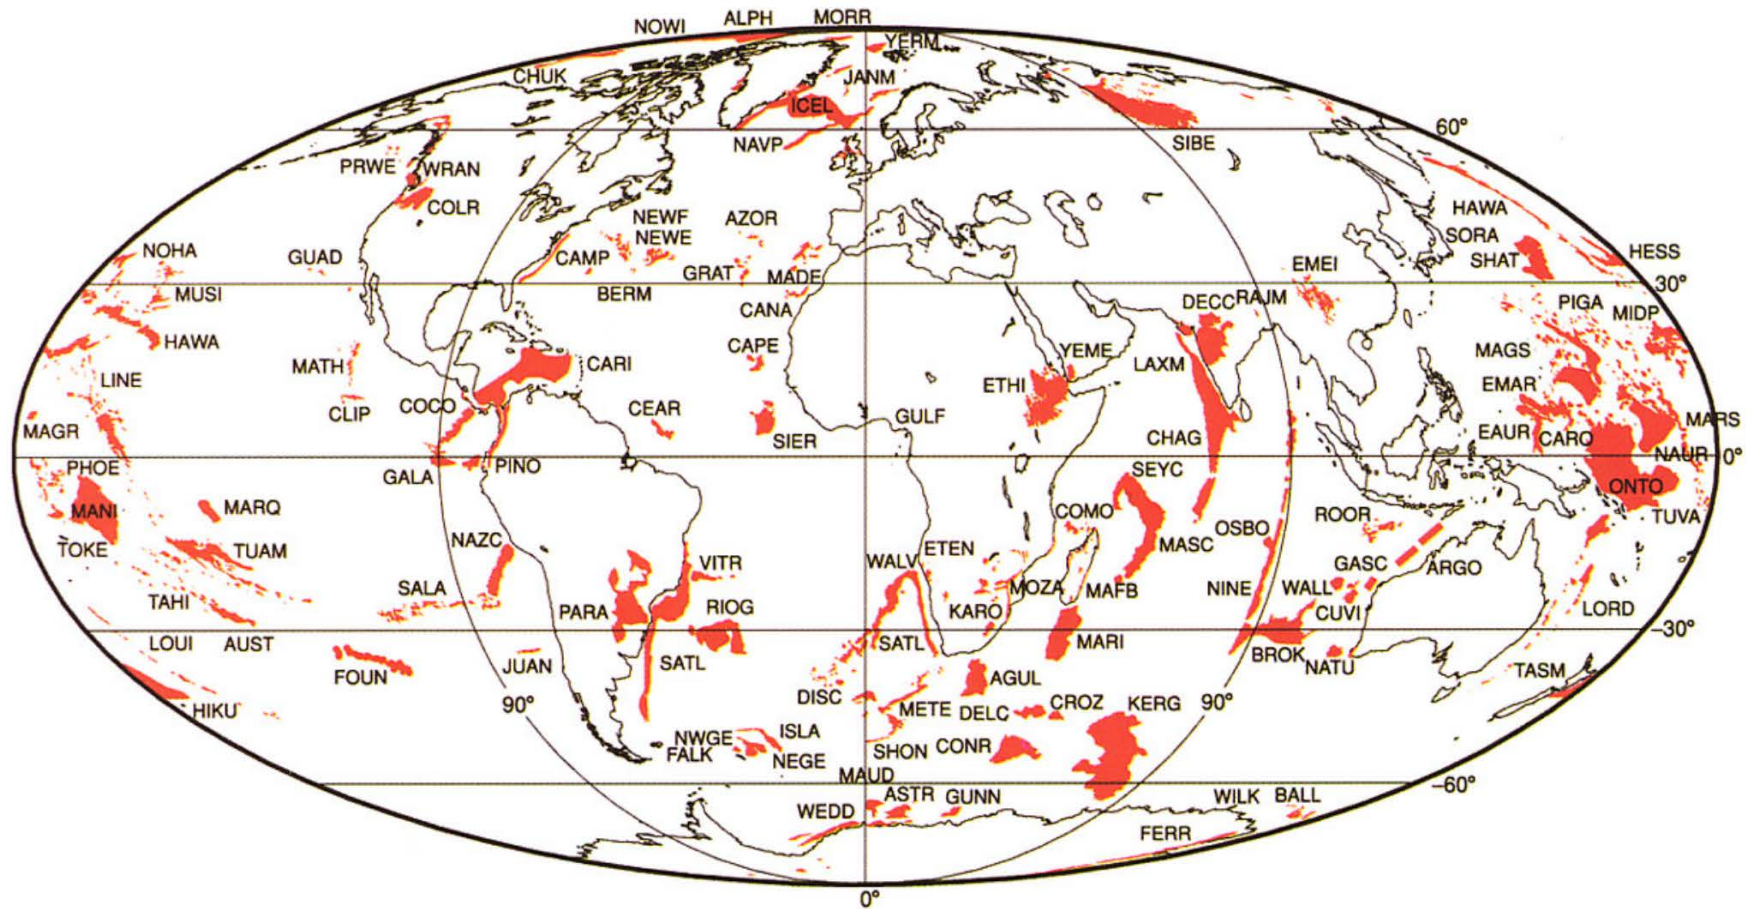 NOWI ALPH MORR
YERM
CHUK JANM
ICEL
60°
NAVP SIBE
PRWE WRAN
COLR HAWA
NEWF AZOR
NOHA GUAD CAMP NEWE SORA HESS
GRAT MADE EMEI SHAT
30°
MUSI BERM CANA DECC RAJM PIGA MIDP
HAWA CAPE YEME MAGS
MATH CARI LAXM
LINE ETHI EMAR
CLIP COCO CEAR GULF
MAGR SIER CHAG EAUR CARO MARS
PHOE GALA PINO SEYC NAUR 0°
MANI MARQ COMO ROOR ONTO
TOKE TUAM NAZC OSBO TUVA
WALV ETEN MASC
VITR GASC ARGO
TAHI SALA PARA RIOG KARO MOZA MAFB NINE WALL CUVI LORD
−30°
LOUI AUST SATL SATL MARI BROK NATU
FOUN JUAN AGUL TASM
HIKU 90° DISC METE DELC CROZ KERG 90°
NWGE ISLA
FALK NEGE SHON CONR
MAUD −60°
WEDD ASTR GUNN WILK BALL
FERR
0°